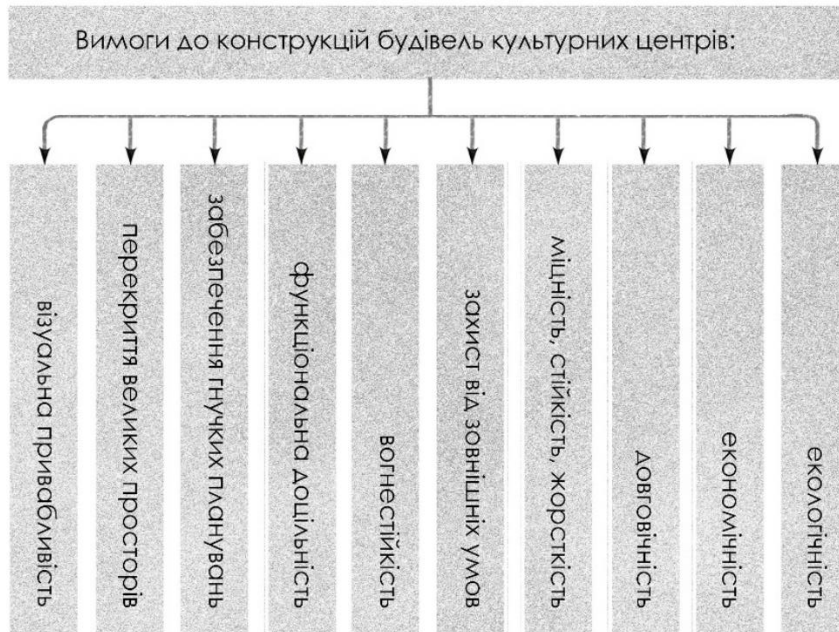 Вимоги до конструкцій будівель культурних центрів:
візуальна привабливість
перекриття великих просторів
забезпечення гнучких планувань
функціональна доцільність
вогнестійкість
захист від зовнішніх умов
міцність, стійкість, жорсткість
довговічність
економічність
екологічність